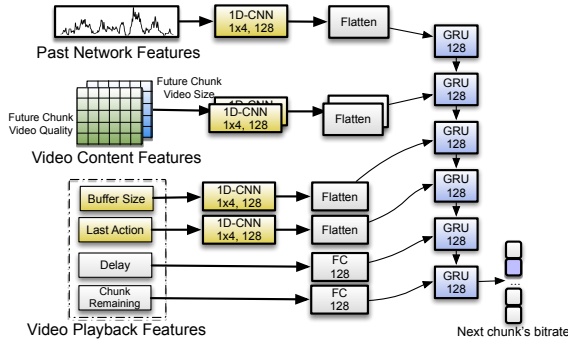 1D-CNN
1x4, 128
Flatten
GRU
128
Past Network Features
Future Chunk
Video Size
Future Chunk
Video Quality
1D-CNN
1D-CNN
1x4, 128
Flatten
GRU
128
Video Content Features
GRU
128
Buffer Size
1D-CNN
1x4, 128
Flatten
GRU
128
Last Action
1D-CNN
1x4, 128
Flatten
GRU
128
Delay
FC
128
Chunk
Remaining
FC
128
GRU
128
...
Video Playback Features
Next chunk's bitrate